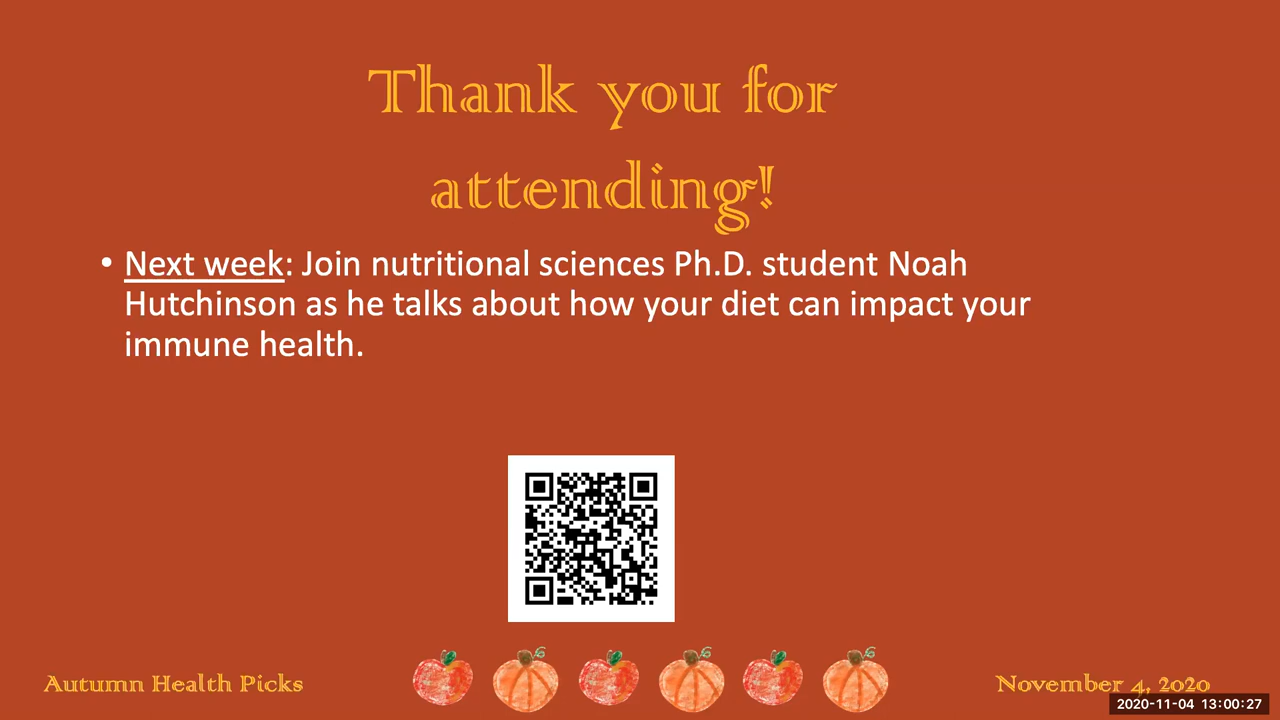 Thank you for
attending!
• Next week: Join nutritional sciences Ph.D. student Noah
Hutchinson as he talks about how your diet can impact your
immune health.
Autumn Health Picks
November 4, 2020
2020-11-04 13:00:27